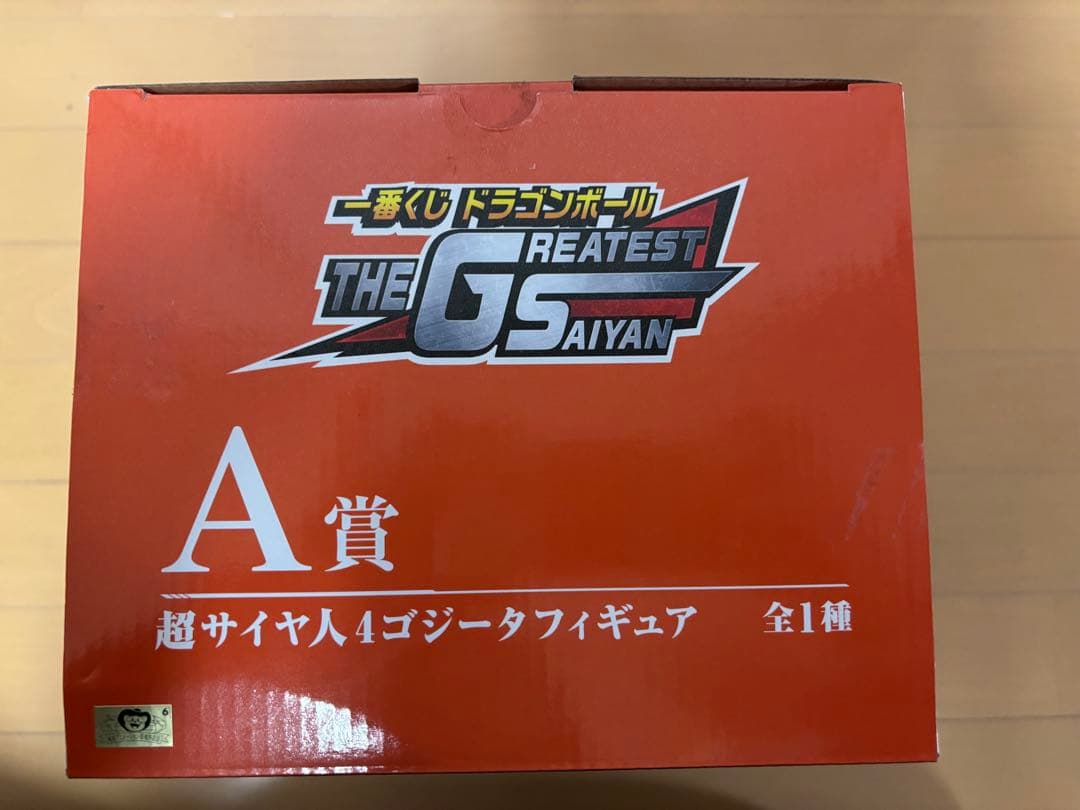 一番くじ ドラゴンボール
THE GREATEST
SAIYAN
A賞
超サイヤ人4ゴジータフィギュア 全1種
6